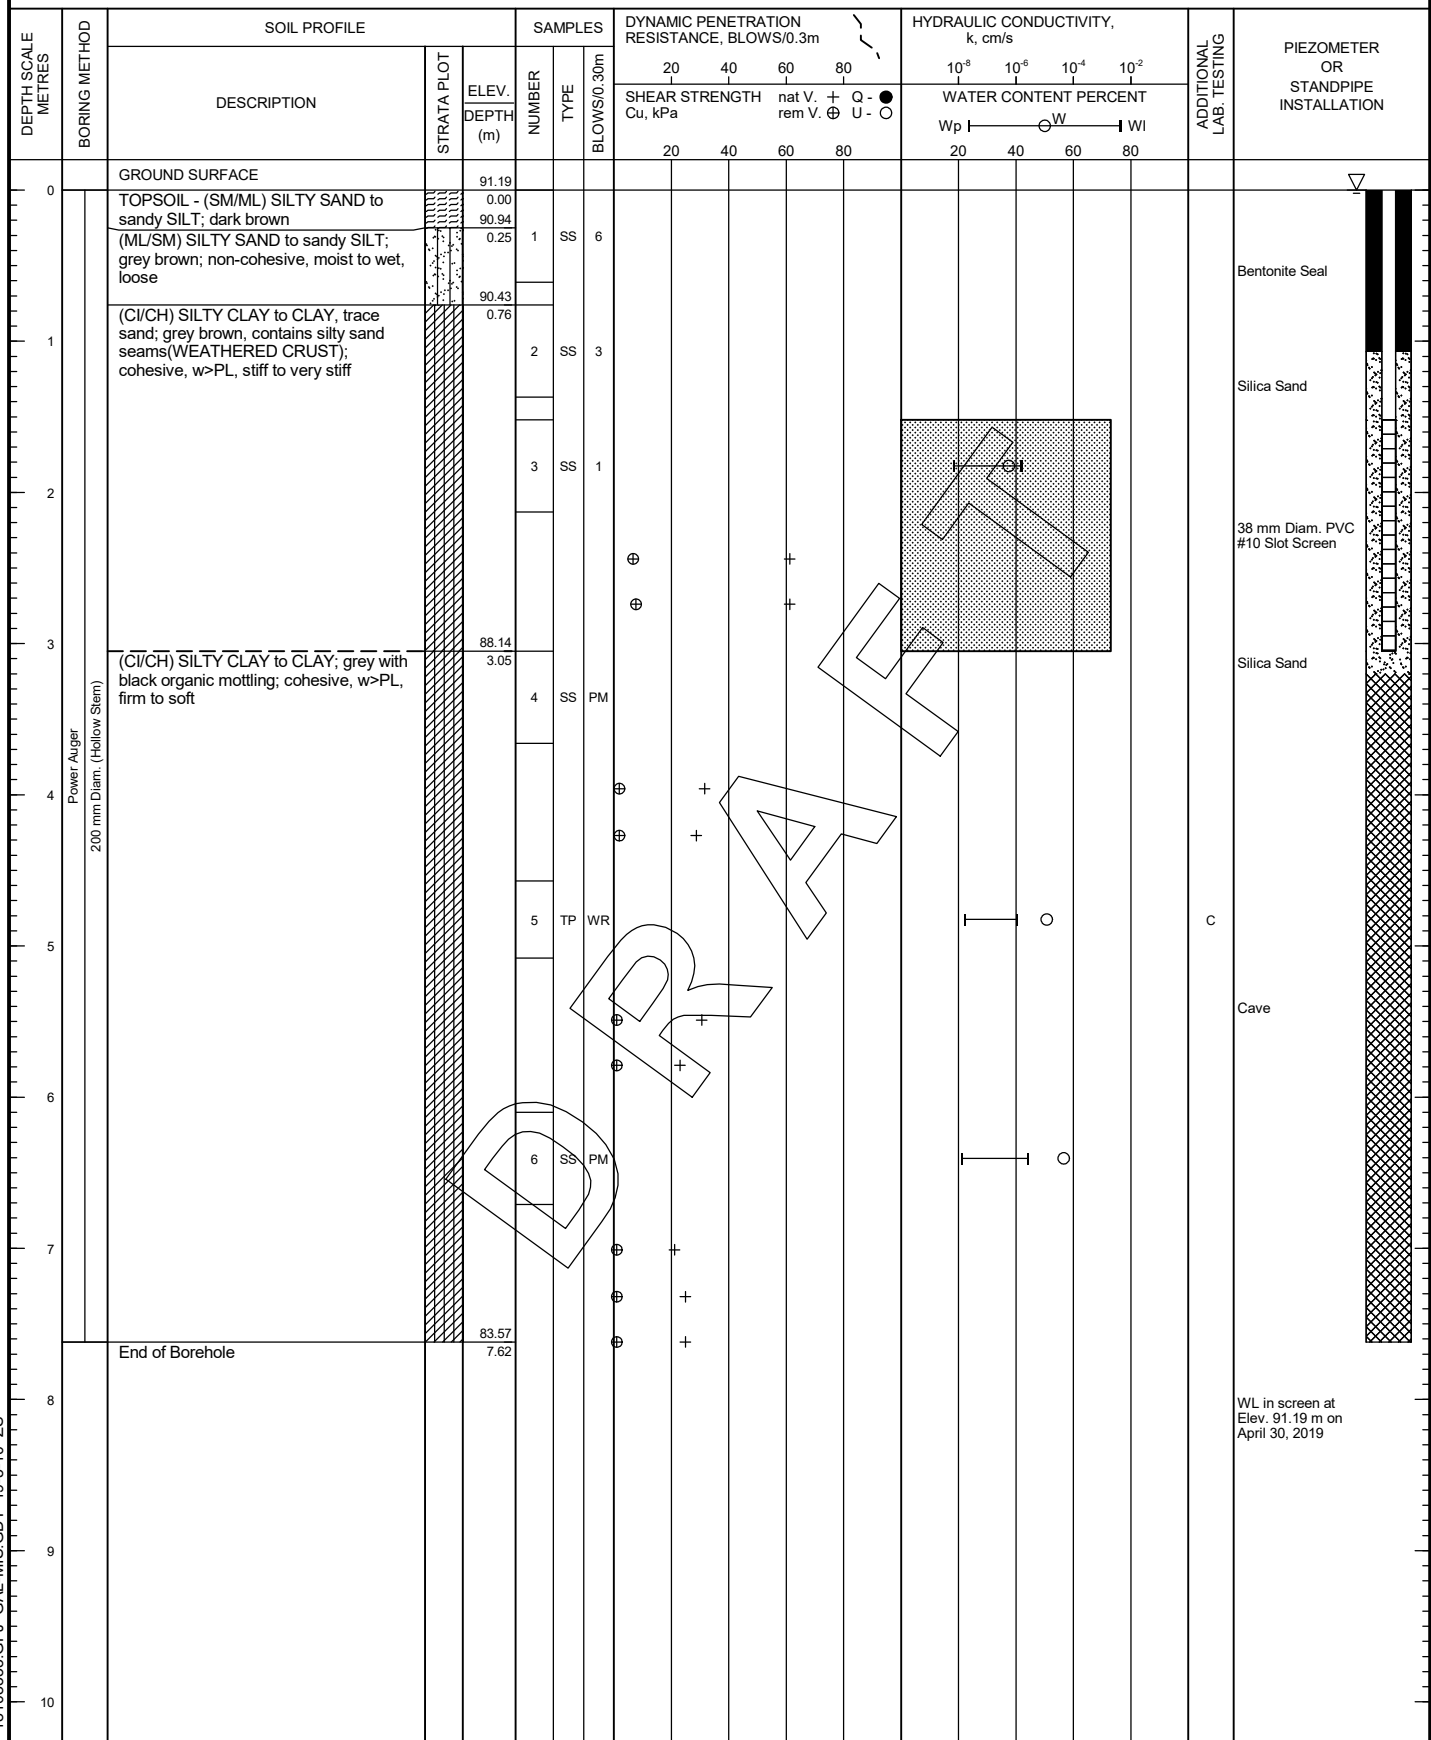 DEPTH SCALE
METRES
BORING METHOD
SOIL PROFILE
DESCRIPTION
STRATA PLOT
ELEV.
DEPTH
(m)
SAMPLES
NUMBER
TYPE
BLOWS/0.30m
DYNAMIC PENETRATION
RESISTANCE, BLOWS/0.3m
20 40 60 80
SHEAR STRENGTH nat V. + Q - ●
Cu, kPa rem V. ⊕ U - ○
20 40 60 80
HYDRAULIC CONDUCTIVITY,
k, cm/s
10⁻⁸ 10⁻⁶ 10⁻⁴ 10⁻²
WATER CONTENT PERCENT
Wp W Wl
20 40 60 80
ADDITIONAL
LAB. TESTING
PIEZOMETER
OR
STANDPIPE
INSTALLATION
GROUND SURFACE 91.19
0
TOPSOIL - (SM/ML) SILTY SAND to 0.00
sandy SILT; dark brown 90.94
(ML/SM) SILTY SAND to sandy SILT; 0.25 1 SS 6
grey brown; non-cohesive, moist to wet,
loose
Bentonite Seal
90.43
(CI/CH) SILTY CLAY to CLAY, trace 0.76
sand; grey brown, contains silty sand
1
seams(WEATHERED CRUST); 2 SS 3
cohesive, w>PL, stiff to very stiff
Silica Sand
3 SS 1
2
38 mm Diam. PVC
#10 Slot Screen
3
88.14
(CI/CH) SILTY CLAY to CLAY; grey with 3.05
black organic mottling; cohesive, w>PL,
firm to soft
Silica Sand
4 SS PM
Power Auger
200 mm Diam. (Hollow Stem)
4
5 TP WR C
5
Cave
6
6 SS PM
7
83.57
End of Borehole 7.62
8
WL in screen at
Elev. 91.19 m on
April 30, 2019
9
10
DRAFT